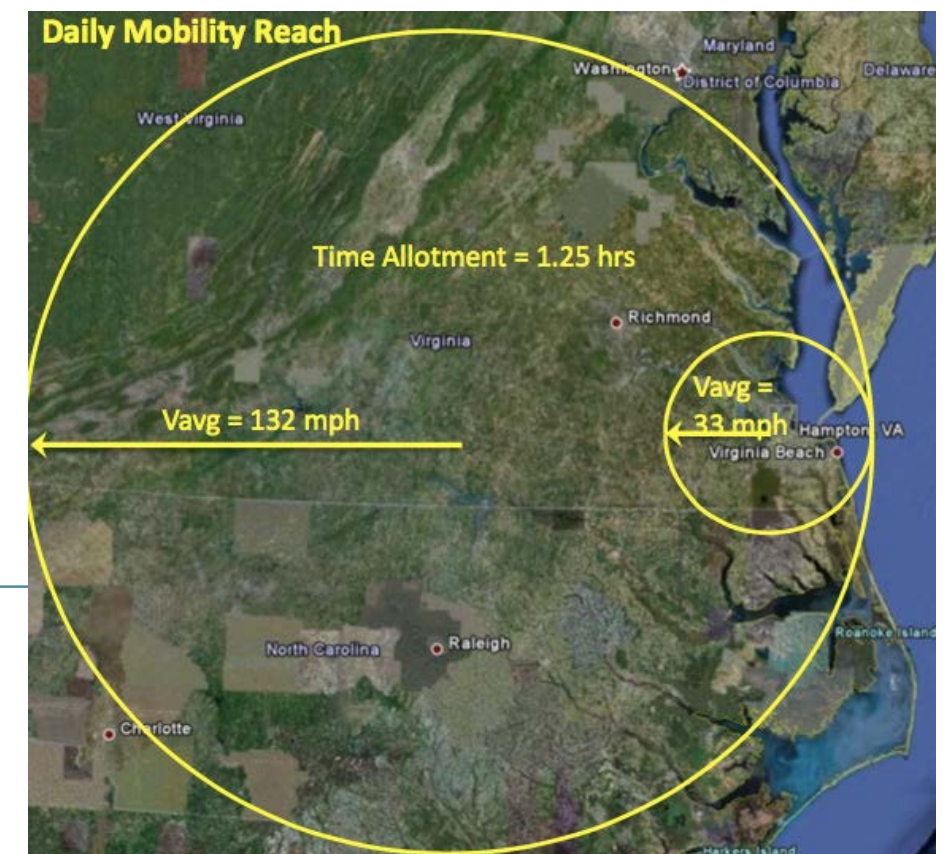 Daily Mobility Reach
Maryland
Washington
District of Columbia
Delaware
West Virginia
Time Allotment = 1.25 hrs
Richmond
Virginia
Vavg =
33 mph
Vavg = 132 mph
Hampton, VA
Virginia Beach
Roanoke Island
North Carolina
Raleigh
Charlotte
Harkers Island